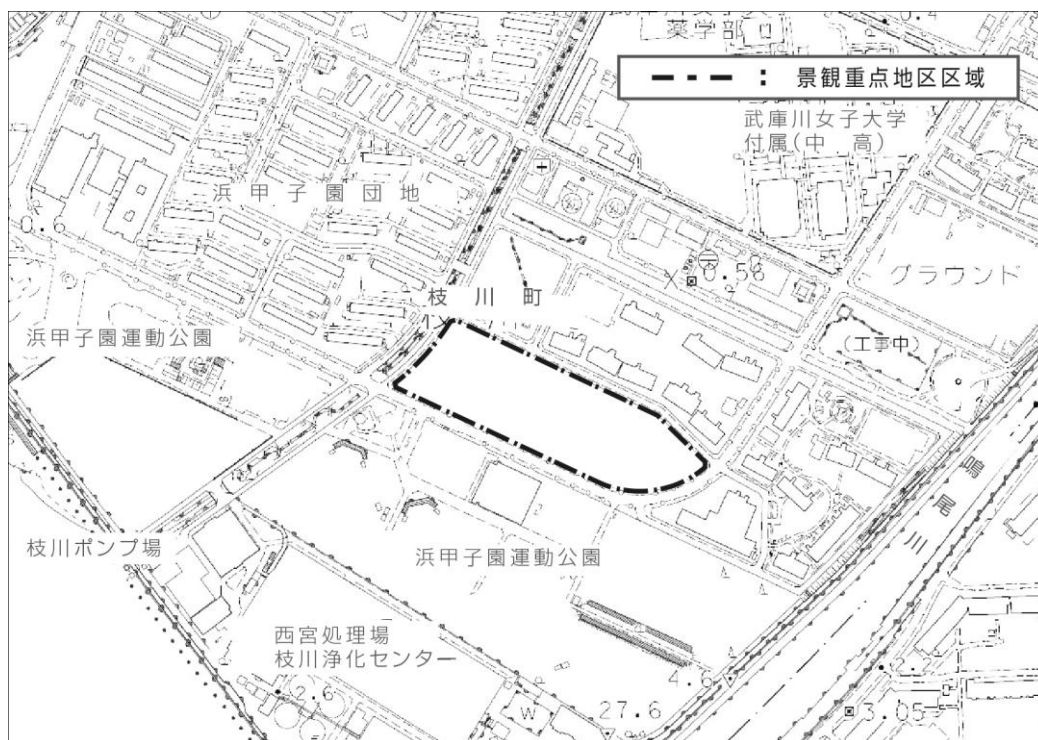 薬学部
: 景観重点地区区域
武庫川女子大学
付属(中 高)
浜甲子園団地
0.56
グラウンド
枝川町
浜甲子園運動公園
(工事中)
鳴尾川
枝川ポンプ場
浜甲子園運動公園
西宮処理場
枝川浄化センター
2.6
4.6
2.2
W
27.6
3.05